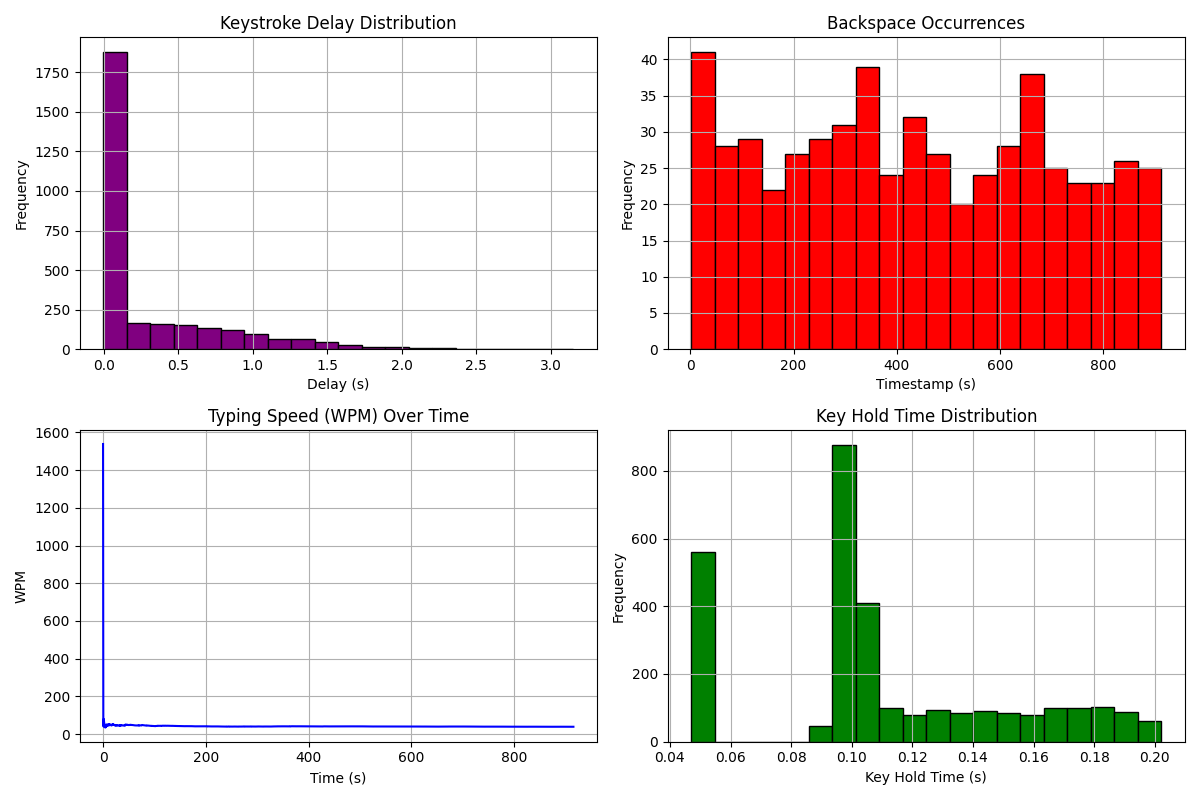 Keystroke Delay Distribution
Frequency
1750
1500
1250
1000
750
500
250
0
0.0 0.5 1.0 1.5 2.0 2.5 3.0
Delay (s)
Backspace Occurrences
Frequency
40
35
30
25
20
15
10
5
0
0 200 400 600 800
Timestamp (s)
Typing Speed (WPM) Over Time
WPM
1600
1400
1200
1000
800
600
400
200
0
0 200 400 600 800
Time (s)
Key Hold Time Distribution
Frequency
800
600
400
200
0
0.04 0.06 0.08 0.10 0.12 0.14 0.16 0.18 0.20
Key Hold Time (s)